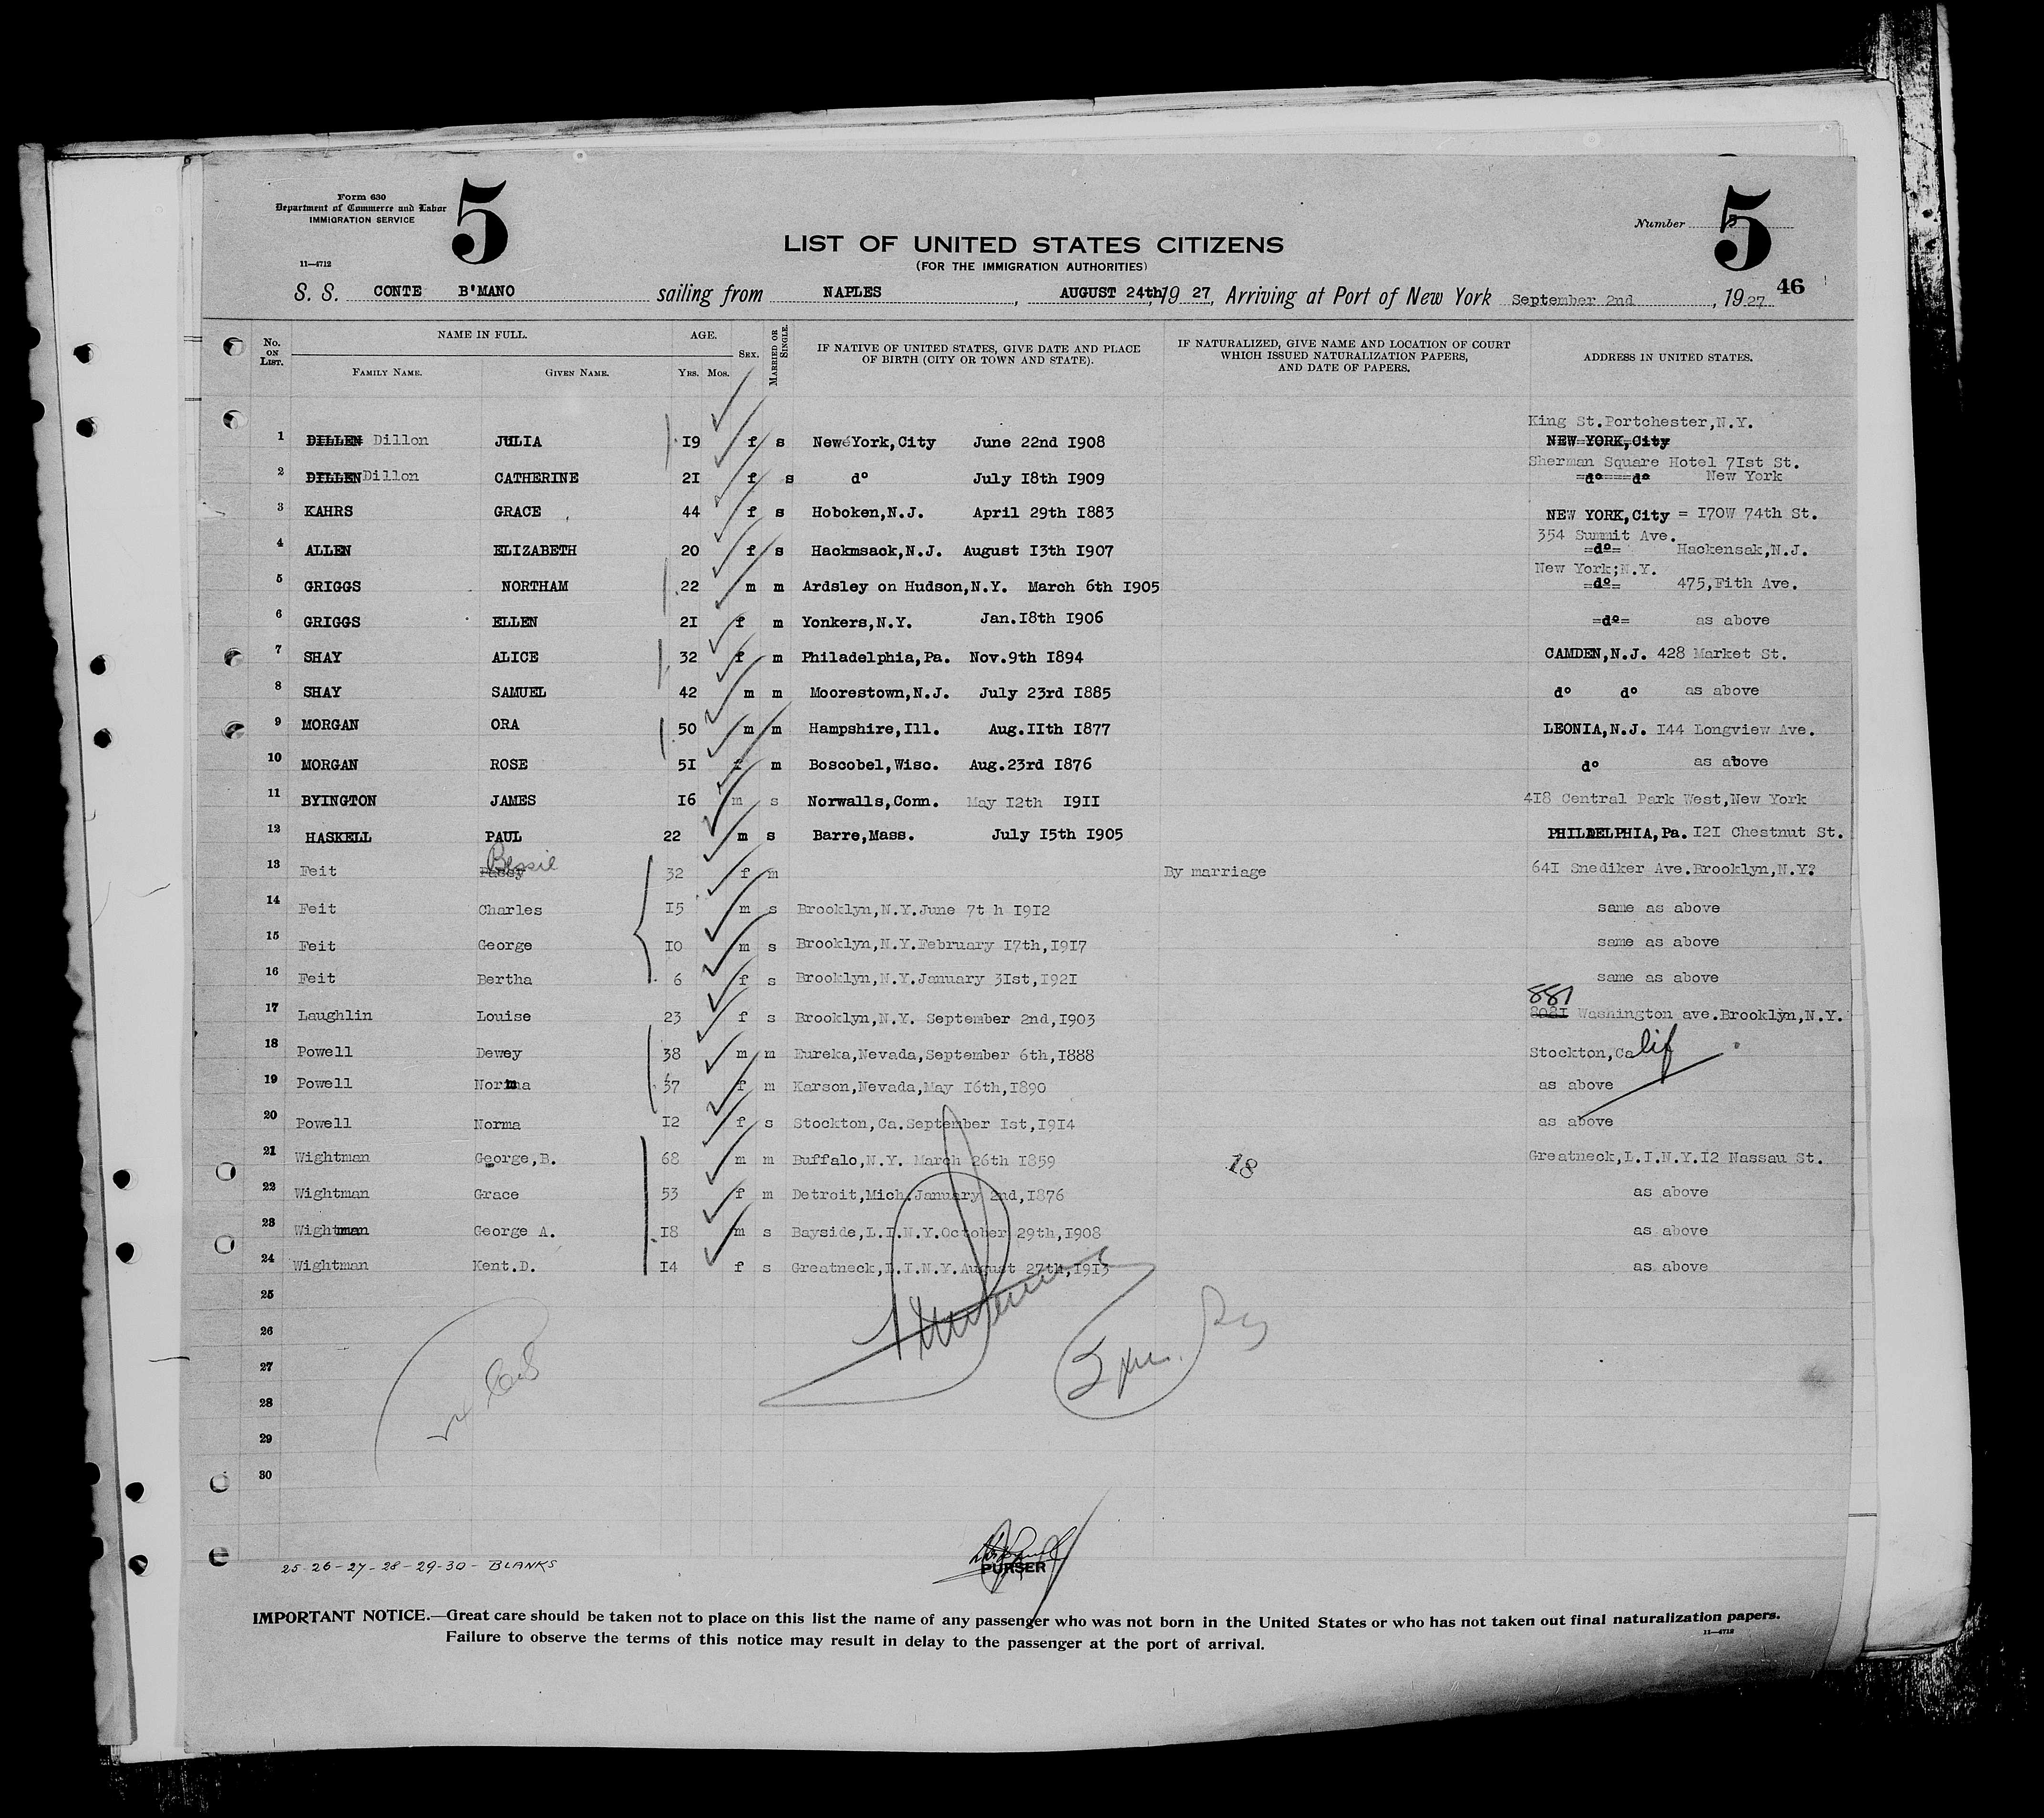 Form 630
Department of Commerce and Labor
IMMIGRATION SERVICE
11—4712
5
Number 5
5
LIST OF UNITED STATES CITIZENS
(FOR THE IMMIGRATION AUTHORITIES)
S. S. CONTE B'MANO sailing from NAPLES, AUGUST 24th, 19 27, Arriving at Port of New York September 2nd, 19 27 46
No. ON LIST. NAME IN FULL. FAMILY NAME. GIVEN NAME. AGE. YRS. MOS. SEX. MARRIED OR SINGLE. IF NATIVE OF UNITED STATES, GIVE DATE AND PLACE OF BIRTH (CITY OR TOWN AND STATE). IF NATURALIZED, GIVE NAME AND LOCATION OF COURT WHICH ISSUED NATURALIZATION PAPERS, AND DATE OF PAPERS. ADDRESS IN UNITED STATES.
King St.Portchester,N.Y.
1 DILLEN Dillon JULIA 19 f s New York,City June 22nd 1908 NEW YORK,City
Sherman Square Hotel 71st St.
2 DILLEN Dillon CATHERINE 21 f s do July 18th 1909 =do==do New York
3 KAHRS GRACE 44 f s Hoboken,N.J. April 29th 1883 NEW YORK,City = 170W 74th St.
354 Summit Ave.
4 ALLEN ELIZABETH 20 f s Hackmsack,N.J. August 13th 1907 =do= Hackensak,N.J.
New York;N.Y.
5 GRIGGS NORTHAM 22 m m Ardsley on Hudson,N.Y. March 6th 1905 =do= 475,Fith Ave.
6 GRIGGS ELLEN 21 f m Yonkers,N.Y. Jan.18th 1906 =do= as above
7 SHAY ALICE 32 f m Philadelphia,Pa. Nov.9th 1894 CAMDEN,N.J. 428 Market St.
8 SHAY SAMUEL 42 m m Moorestown,N.J. July 23rd 1885 do do as above
9 MORGAN ORA 50 m m Hampshire,Ill. Aug.11th 1877 LEONIA,N.J. 144 Longview Ave.
10 MORGAN ROSE 51 f m Boscobel,Wisc. Aug.23rd 1876 do as above
11 BYINGTON JAMES 16 m s Norwalls,Conn. May 12th 1911 418 Central Park West,New York
12 HASKELL PAUL 22 m s Barre,Mass. July 15th 1905 PHILADELPHIA,Pa. 121 Chestnut St.
13 Feit Bessie 32 f m By marriage 641 Snediker Ave.Brooklyn,N.Y?
14 Feit Charles 15 m s Brooklyn,N.Y.June 7t h 1912 same as above
15 Feit George 10 m s Brooklyn,N.Y.February 17th,1917 same as above
16 Feit Bertha 6 f s Brooklyn,N.Y.January 31st,1921 same as above
881
17 Laughlin Louise 23 f s Brooklyn,N.Y. September 2nd,1903 8081 Washington ave.Brooklyn,N.Y.
18 Powell Dewey 38 m m Eureka,Nevada,September 6th,1888 Stockton,Calif
19 Powell Norma 37 f m Karson,Nevada,May 16th,1890 as above
20 Powell Norma 12 f s Stockton,Ca.September 1st,1914 as above
21 Wightman George,B. 68 m m Buffalo,N.Y. March 26th 1859 18 Greatneck,L.I.N.Y.12 Nassau St.
22 Wightman Grace 53 f m Detroit,Mich.January 2nd,1876 as above
23 Wightman George A. 18 m s Bayside,L.I.N.Y.October 29th,1908 as above
24 Wightman Kent.D. 14 f s Greatneck,L.I.N.Y.August 27th,1913 as above
25
26
27
28
29
30
25-26-27-28-29-30- BLANKS
PURSER
IMPORTANT NOTICE.—Great care should be taken not to place on this list the name of any passenger who was not born in the United States or who has not taken out final naturalization papers.
Failure to observe the terms of this notice may result in delay to the passenger at the port of arrival.
11—4712